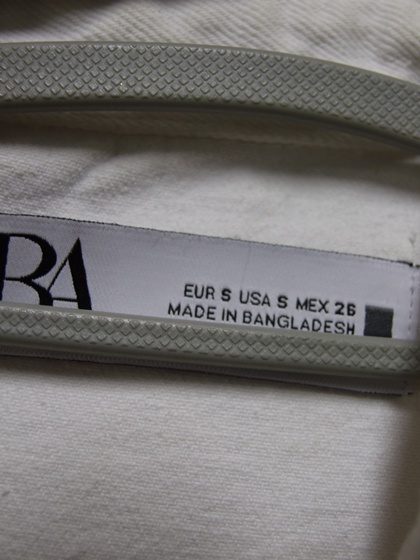 RA
EUR S USA S MEX 26
MADE IN BANGLADESH